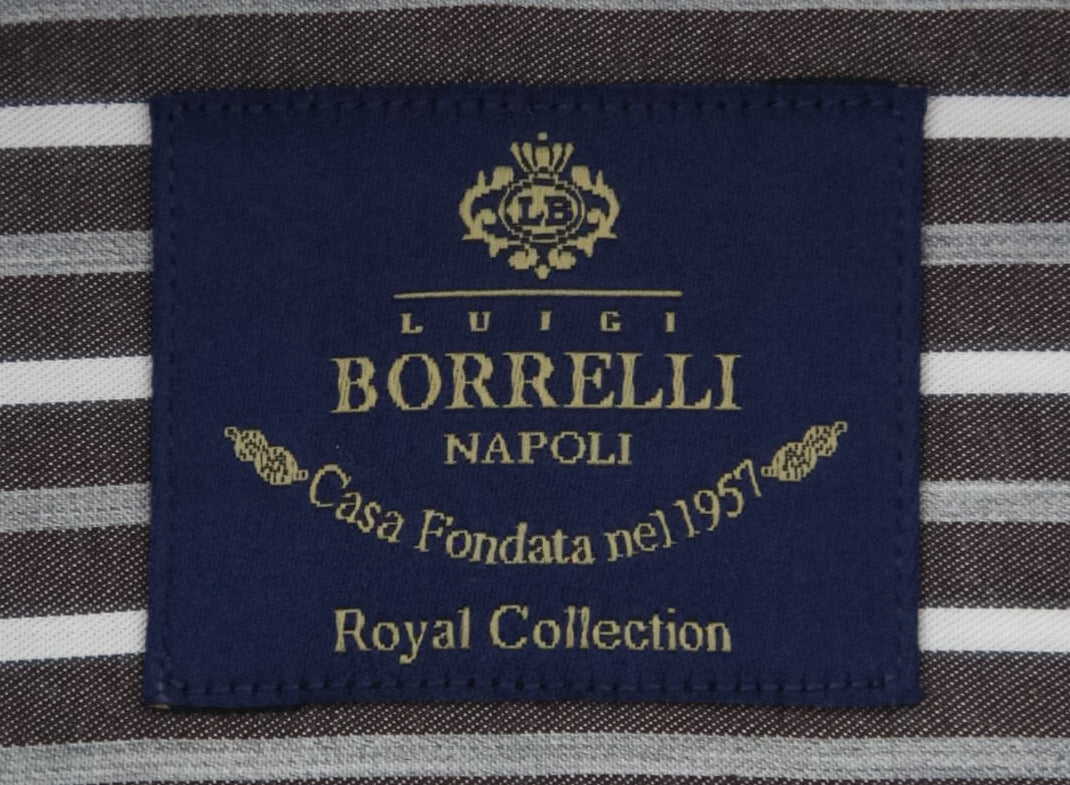 LB
LUIGI
BORRELLI
NAPOLI
Casa Fondata nel 1957
Royal Collection